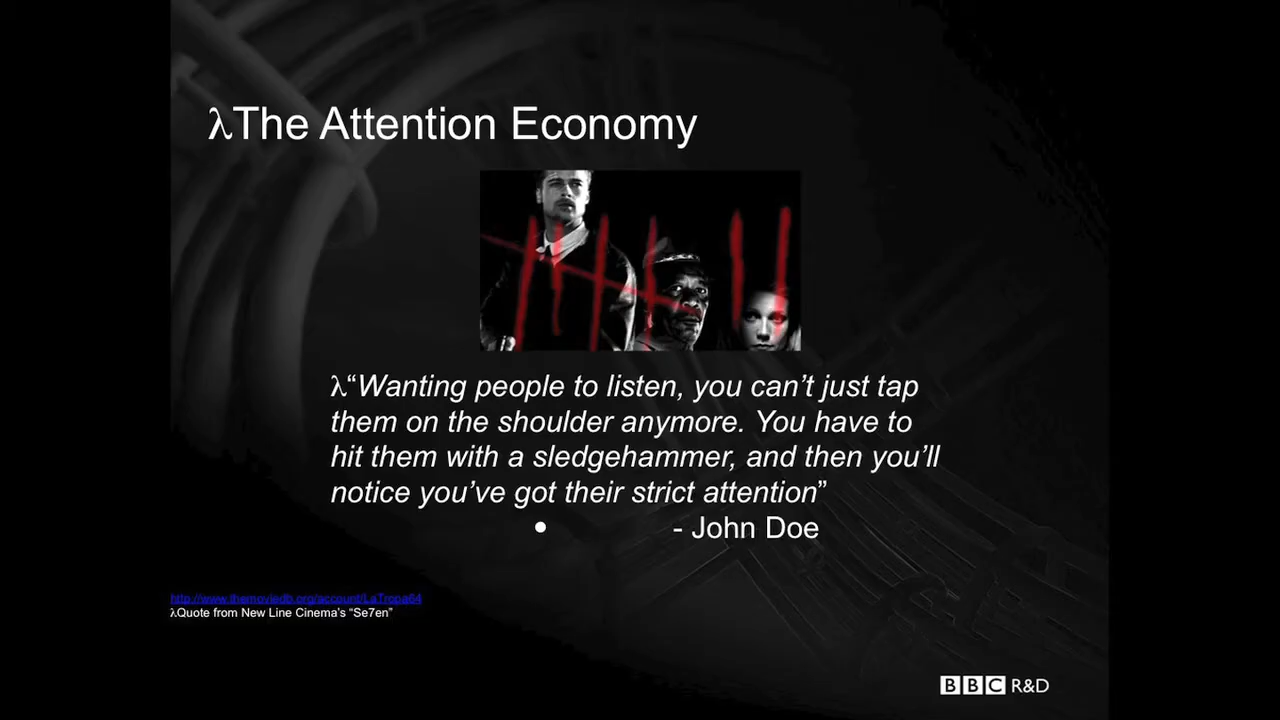 λThe Attention Economy
λ“Wanting people to listen, you can’t just tap
them on the shoulder anymore. You have to
hit them with a sledgehammer, and then you’ll
notice you’ve got their strict attention”
• - John Doe
http://www.themoviedb.org/account/LaTropa64
λQuote from New Line Cinema’s “Se7en”
BBC R&D